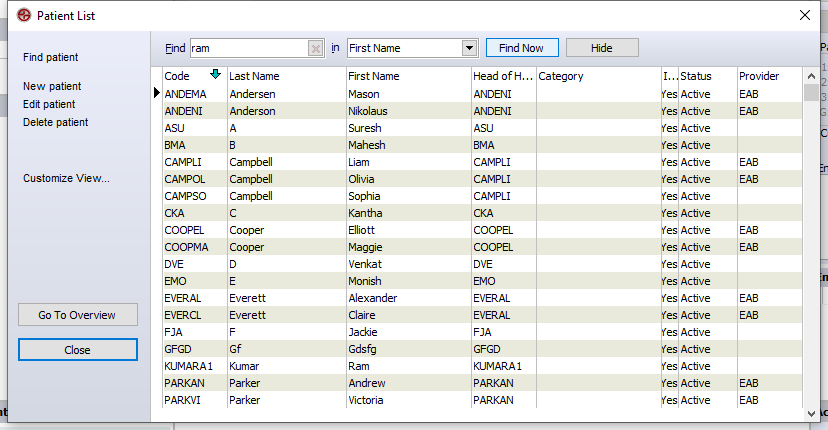 Patient List
Find ram in First Name Find Now Hide
Find patient
New patient
Edit patient
Delete patient
Customize View...
Go To Overview
Close
Code Last Name First Name Head of H... Category I... Status Provider
ANDEMA Andersen Mason ANDENI Yes Active EAB
ANDENI Anderson Nikolaus ANDENI Yes Active EAB
ASU A Suresh ASU Yes Active
BMA B Mahesh BMA Yes Active
CAMPLI Campbell Liam CAMPLI Yes Active EAB
CAMPOL Campbell Olivia CAMPLI Yes Active EAB
CAMPSO Campbell Sophia CAMPLI Yes Active
CKA C Kantha CKA Yes Active
COOPEL Cooper Elliott COOPEL Yes Active EAB
COOPMA Cooper Maggie COOPEL Yes Active EAB
DVE D Venkat DVE Yes Active
EMO E Monish EMO Yes Active
EVERAL Everett Alexander EVERAL Yes Active EAB
EVERCL Everett Claire EVERAL Yes Active EAB
FJA F Jackie FJA Yes Active
GFGD Gf Gdsfg GFGD Yes Active
KUMARA1 Kumar Ram KUMARA1 Yes Active
PARKAN Parker Andrew PARKAN Yes Active EAB
PARKVI Parker Victoria PARKAN Yes Active EAB